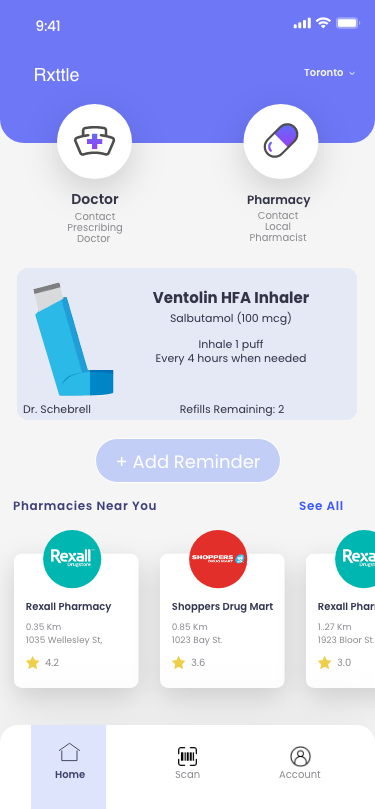 9:41
Rxttle
Toronto
Doctor
Contact
Prescribing
Doctor
Pharmacy
Contact
Local
Pharmacist
Ventolin HFA Inhaler
Salbutamol (100 mcg)
Inhale 1 puff
Every 4 hours when needed
Dr. Schebrell
Refills Remaining: 2
+ Add Reminder
Pharmacies Near You
See All
Rexall
Drugstore
Rexall Pharmacy
0.35 Km
1035 Wellesley St,
4.2
SHOPPERS
DRUG MART
Shoppers Drug Mart
0.85 Km
1023 Bay St.
3.6
Rexa
Drugs
Rexall Phar
1..27 Km
1923 Bloor St.
3.0
Home
Scan
Account